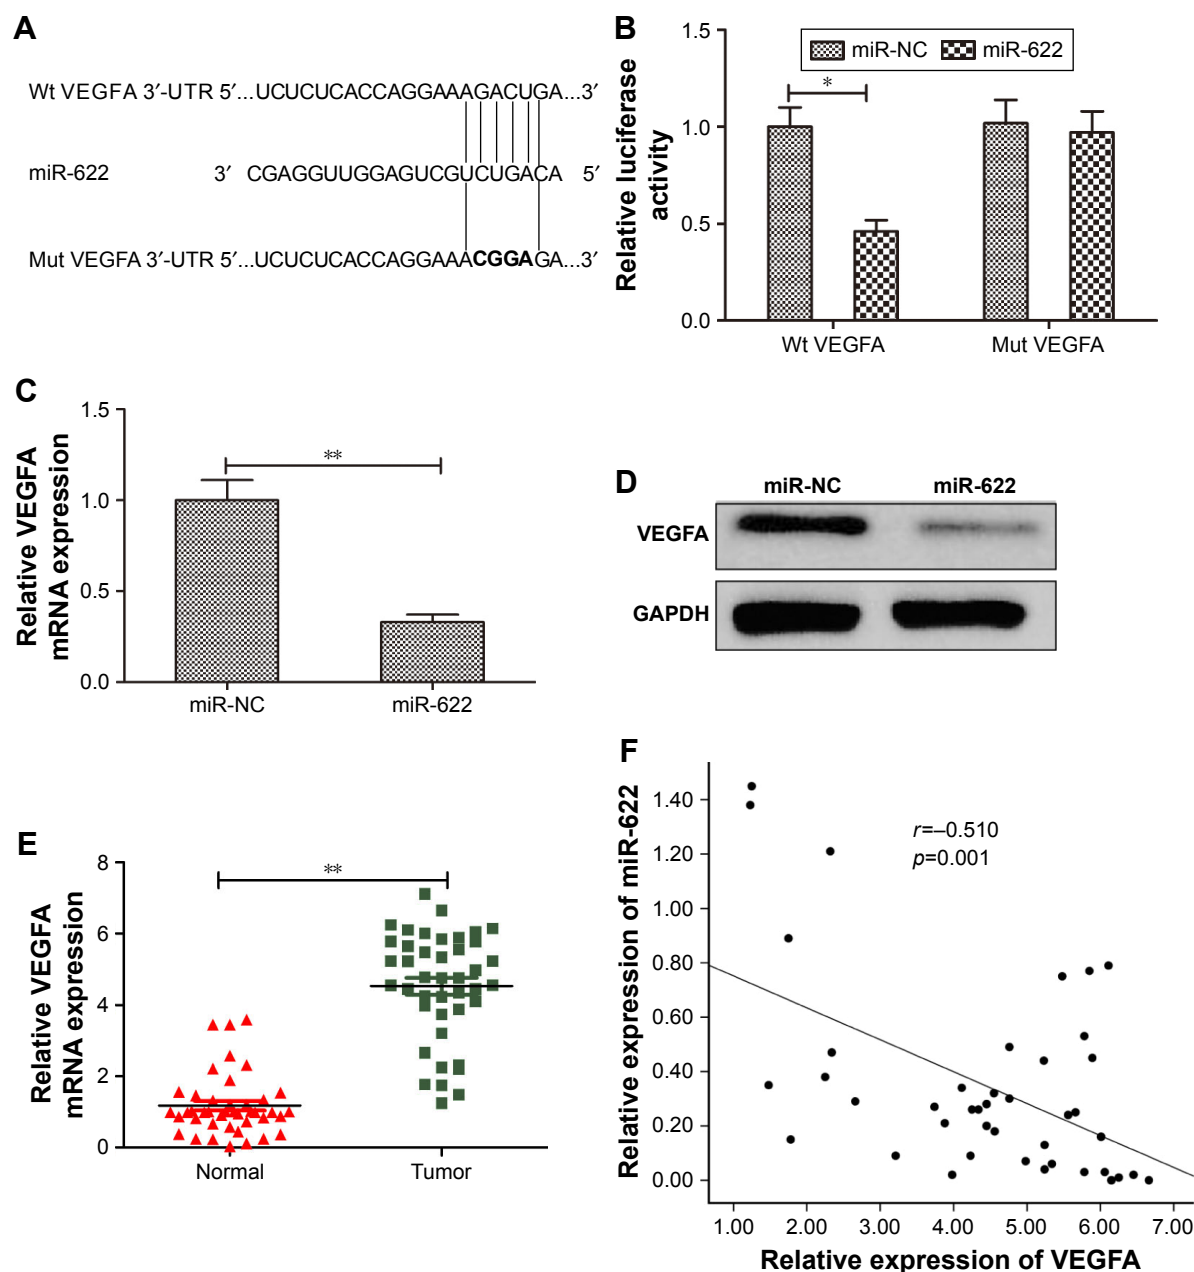 A
Wt VEGFA 3′-UTR 5′...UCUCUCACCAGGAAAGACUGA...3′
miR-622 3′ CGAGGUUGGAGUCGUCUGACA 5′
Mut VEGFA 3′-UTR 5′...UCUCUCACCAGGAAACGGAGA...3′
B
miR-NC miR-622
Relative luciferase
activity
1.5
1.0
0.5
0.0
*
Wt VEGFA Mut VEGFA
C
Relative VEGFA
mRNA expression
1.5
1.0
0.5
0.0
**
miR-NC miR-622
D
miR-NC miR-622
VEGFA
GAPDH
E
Relative VEGFA
mRNA expression
8
6
4
2
0
**
Normal Tumor
F
Relative expression of miR-622
1.40
1.20
1.00
0.80
0.60
0.40
0.20
0.00
r=–0.510
p=0.001
1.00 2.00 3.00 4.00 5.00 6.00 7.00
Relative expression of VEGFA